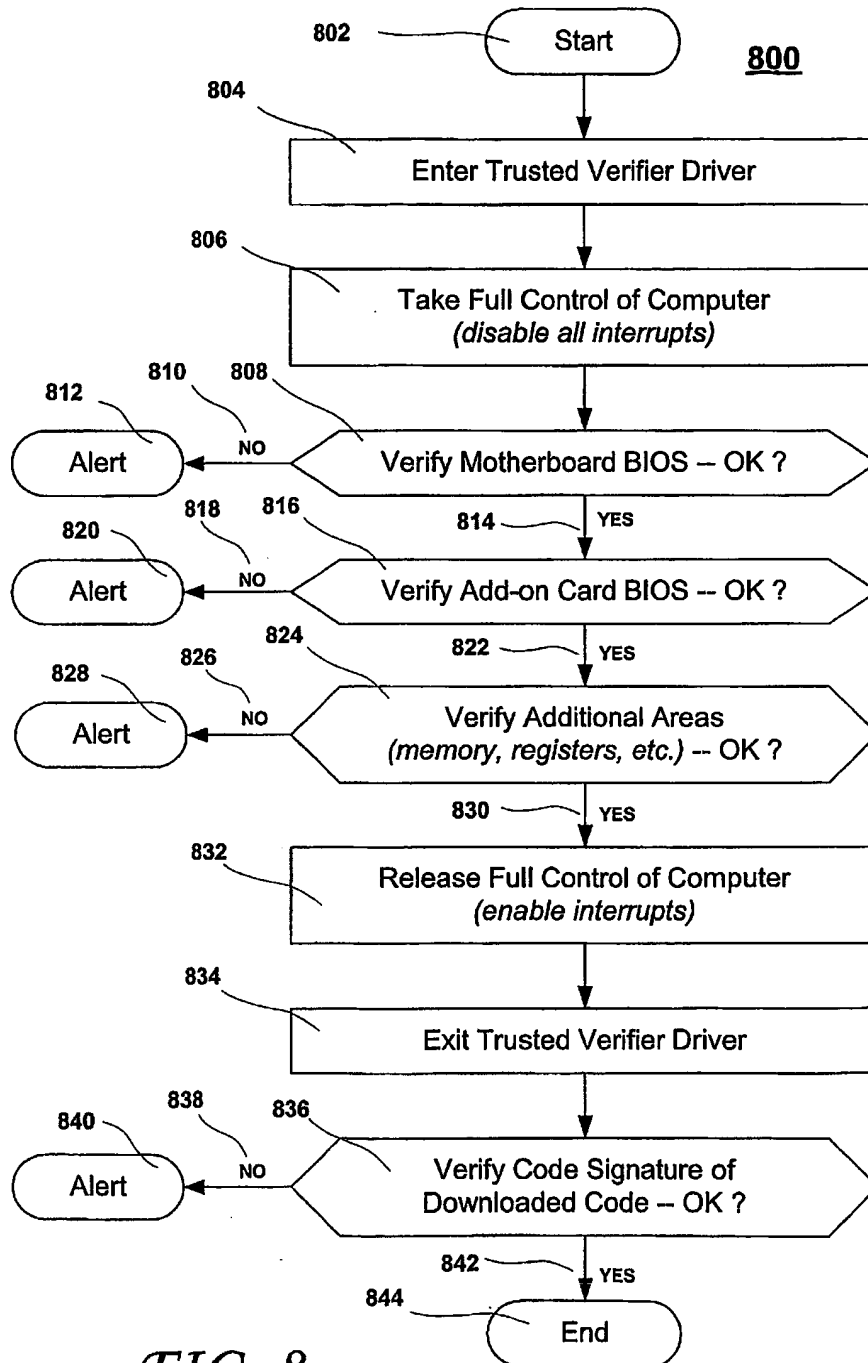 802
Start
800
804
Enter Trusted Verifier Driver
806
Take Full Control of Computer
(disable all interrupts)
810
808
812
Alert
NO
Verify Motherboard BIOS -- OK ?
814
YES
818
816
820
Alert
NO
Verify Add-on Card BIOS -- OK ?
822
YES
824
826
828
Alert
NO
Verify Additional Areas
(memory, registers, etc.) -- OK ?
830
YES
832
Release Full Control of Computer
(enable interrupts)
834
Exit Trusted Verifier Driver
838
836
840
Alert
NO
Verify Code Signature of
Downloaded Code -- OK ?
842
YES
844
End
FIG. 8